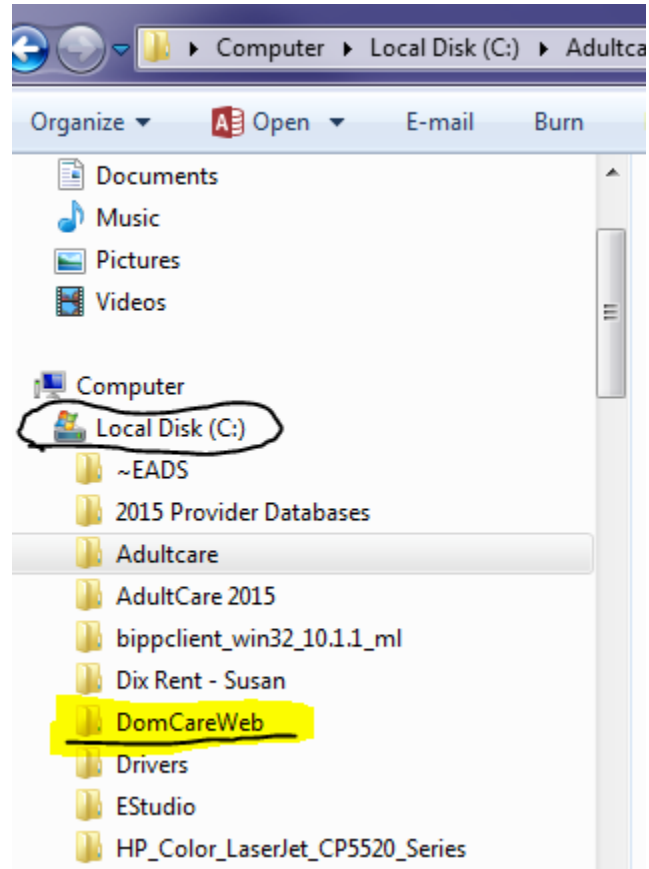 Computer Local Disk (C:) Adultca
Organize Open E-mail Burn
Documents
Music
Pictures
Videos
Computer
Local Disk (C:)
~EADS
2015 Provider Databases
Adultcare
AdultCare 2015
bippclient_win32_10.1.1_ml
Dix Rent - Susan
DomCareWeb
Drivers
EStudio
HP_Color_LaserJet_CP5520_Series